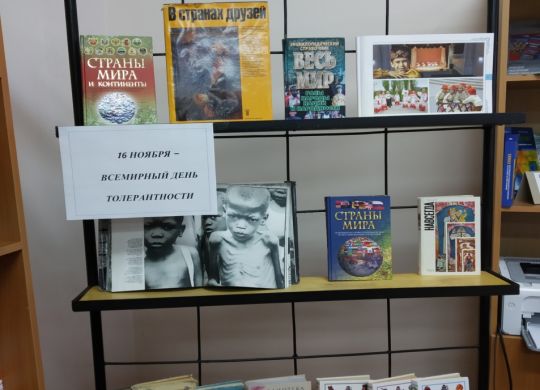 СТРАНЫ
МИРА
И КОНТИНЕНТЫ
В странах друзей
ЭНЦИКЛОПЕДИЧЕСКИЙ СПРАВОЧНИК
ВЕСЬ
МИР
16 НОЯБРЯ –
ВСЕМИРНЫЙ ДЕНЬ
ТОЛЕРАНТНОСТИ
СТРАНЫ
МИРА
НАВСЕГДА